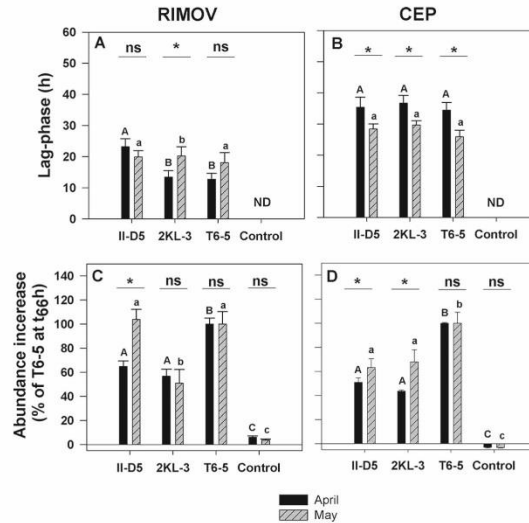 RIMOV
CEP
Lag-phase (h)
60
50
40
30
20
10
0
A
ns
*
ns
A
a
B
b
B
a
ND
II-D5
2KL-3
T6-5
Control
B
*
*
*
A
a
A
a
A
a
ND
II-D5
2KL-3
T6-5
Control
Abundance incerease
(% of T6-5 at t66h)
140
120
100
80
60
40
20
0
C
*
ns
ns
ns
A
a
A
b
B
a
C
c
II-D5
2KL-3
T6-5
Control
D
*
*
ns
ns
A
a
A
a
B
b
C
c
II-D5
2KL-3
T6-5
Control
April
May